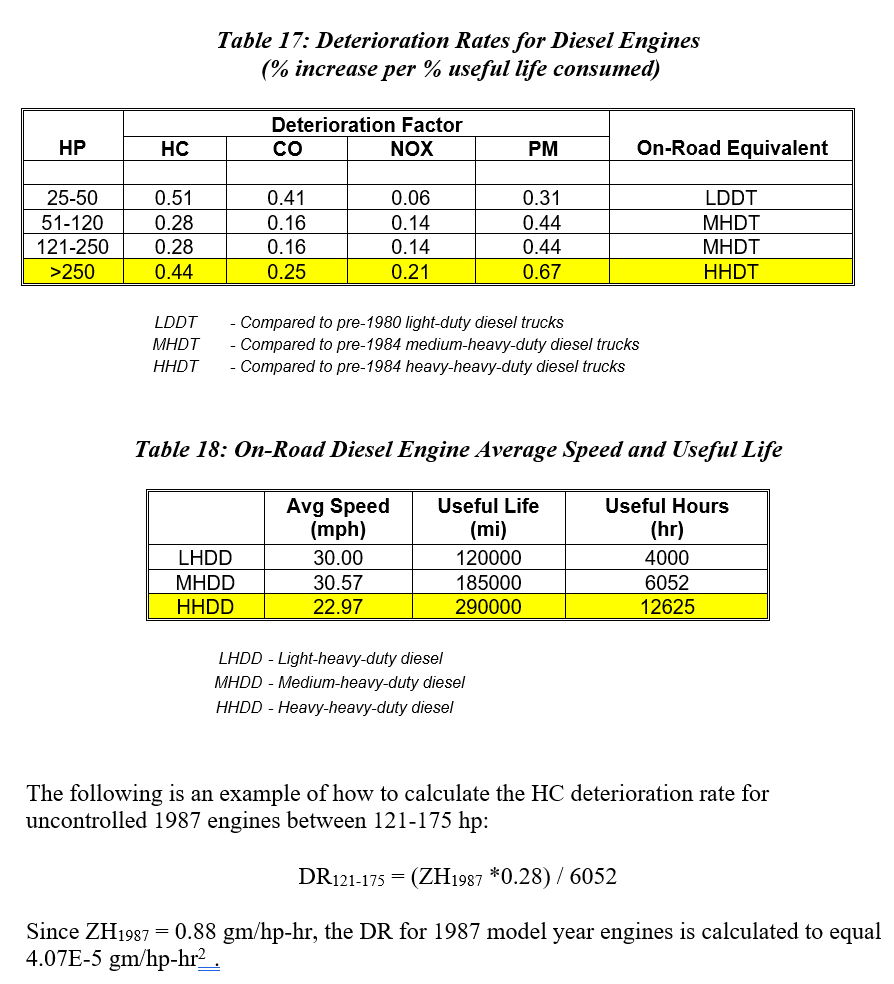 Table 17: Deterioration Rates for Diesel Engines
(% increase per % useful life consumed)
Deterioration Factor
HP HC CO NOX PM On-Road Equivalent
25-50 0.51 0.41 0.06 0.31 LDDT
51-120 0.28 0.16 0.14 0.44 MHDT
121-250 0.28 0.16 0.14 0.44 MHDT
>250 0.44 0.25 0.21 0.67 HHDT
LDDT - Compared to pre-1980 light-duty diesel trucks
MHDT - Compared to pre-1984 medium-heavy-duty diesel trucks
HHDT - Compared to pre-1984 heavy-heavy-duty diesel trucks
Table 18: On-Road Diesel Engine Average Speed and Useful Life
Avg Speed Useful Life Useful Hours
(mph) (mi) (hr)
LHDD 30.00 120000 4000
MHDD 30.57 185000 6052
HHDD 22.97 290000 12625
LHDD - Light-heavy-duty diesel
MHDD - Medium-heavy-duty diesel
HHDD - Heavy-heavy-duty diesel
The following is an example of how to calculate the HC deterioration rate for
uncontrolled 1987 engines between 121-175 hp:
DR121-175 = (ZH1987 *0.28) / 6052
Since ZH1987 = 0.88 gm/hp-hr, the DR for 1987 model year engines is calculated to equal
4.07E-5 gm/hp-hr² .